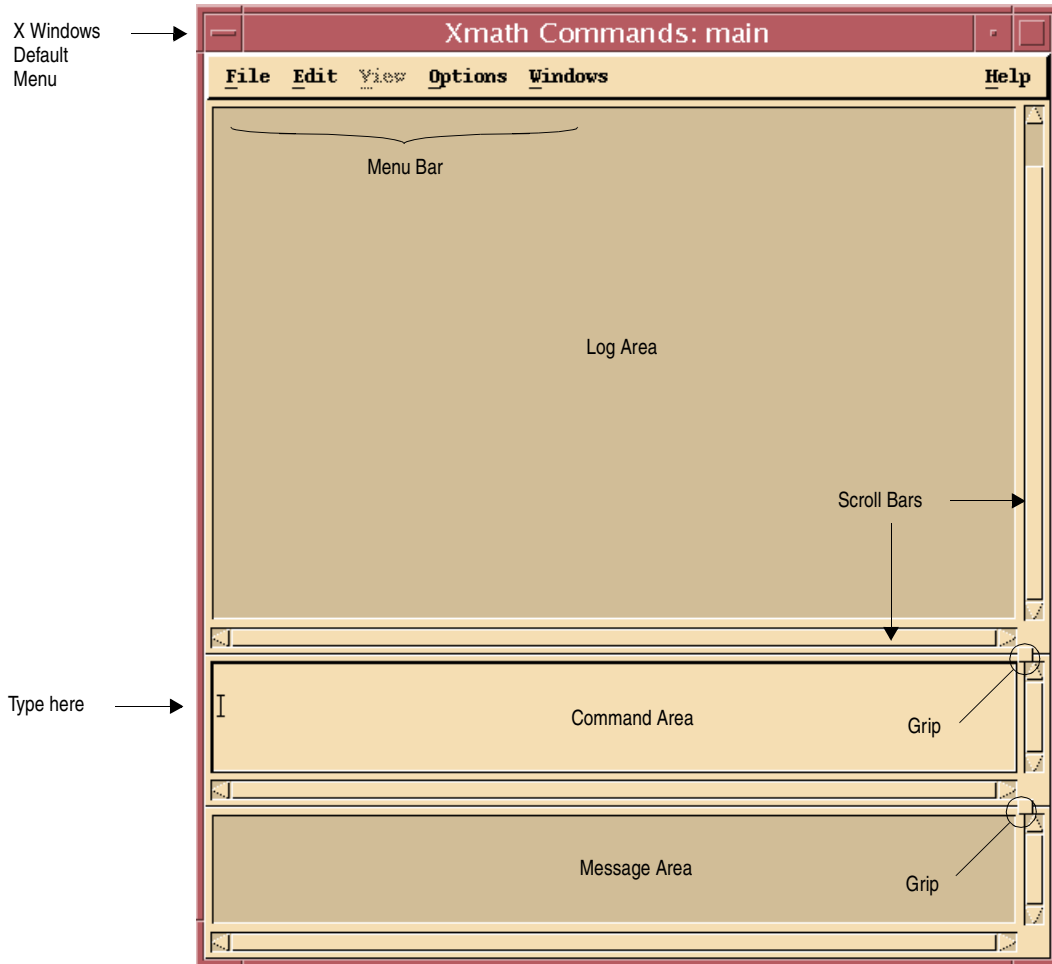 X Windows
Default
Menu
Xmath Commands: main
File Edit View Options Windows Help
Menu Bar
Log Area
Scroll Bars
Type here
Command Area
Grip
Message Area
Grip